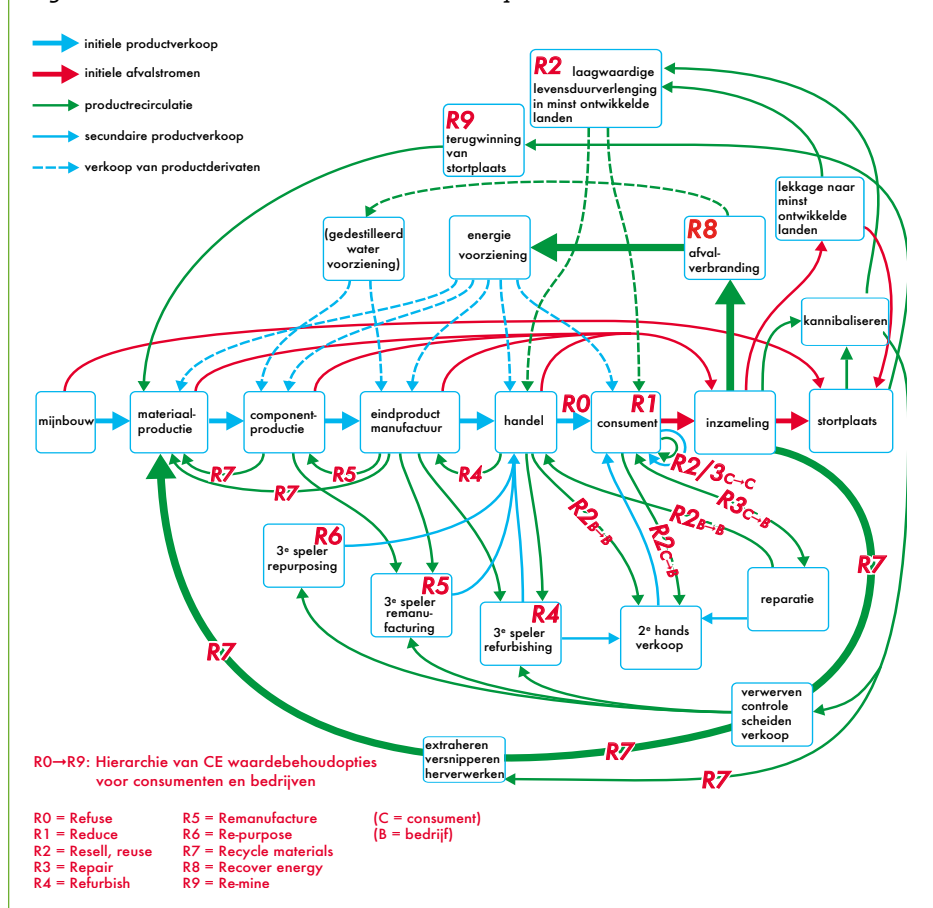 initiele productverkoop
initiele afvalstromen
productrecirculatie
secundaire productverkoop
verkoop van productderivaten
R2 laagwaardige
levensduurverlenging
in minst ontwikkelde
landen
R9
terugwinning
van
stortplaats
lekkage naar
minst
ontwikkelde
landen
(gedestilleerd
water
voorziening)
energie
voorziening
R8
afval-
verbranding
kannibaliseren
mijnbouw
materiaal-
productie
component-
productie
eindproduct
manufactuur
handel
R0
R1
consument
inzameling
stortplaats
R7
R7
R5
R4
R2/3C→C
R3C→B
R2B→B
R2B→B
R2C→B
R6
3e speler
repurposing
R5
3e speler
remanu-
facturing
R4
3e speler
refurbishing
2e hands
verkoop
reparatie
R7
R7
verwerven
controle
scheiden
verkoop
extraheren
versnipperen
herverwerken
R7
R7
R0→R9: Hierarchie van CE waardebehoudopties
voor consumenten en bedrijven
R0 = Refuse
R1 = Reduce
R2 = Resell, reuse
R3 = Repair
R4 = Refurbish
R5 = Remanufacture
R6 = Re-purpose
R7 = Recycle materials
R8 = Recover energy
R9 = Re-mine
(C = consument)
(B = bedrijf)